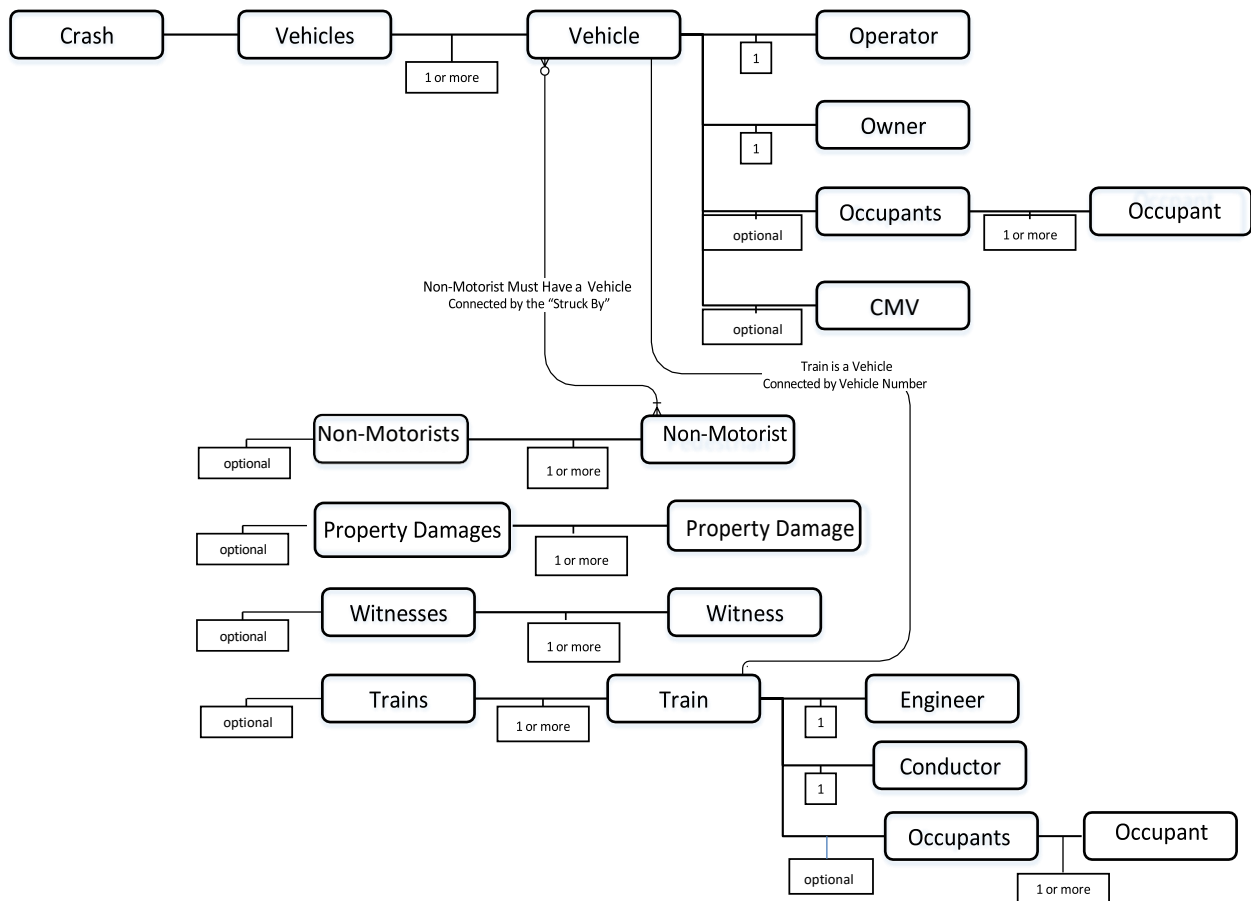 Crash
Vehicles
Vehicle
Operator
1 or more
1
Owner
1
Occupants
Occupant
optional
1 or more
Non-Motorist Must Have a Vehicle
Connected by the “Struck By”
CMV
optional
Train is a Vehicle
Connected by Vehicle Number
Non-Motorists
Non-Motorist
optional
1 or more
Property Damages
Property Damage
optional
1 or more
Witnesses
Witness
optional
1 or more
Trains
Train
Engineer
optional
1 or more
1
Conductor
1
Occupants
Occupant
optional
1 or more